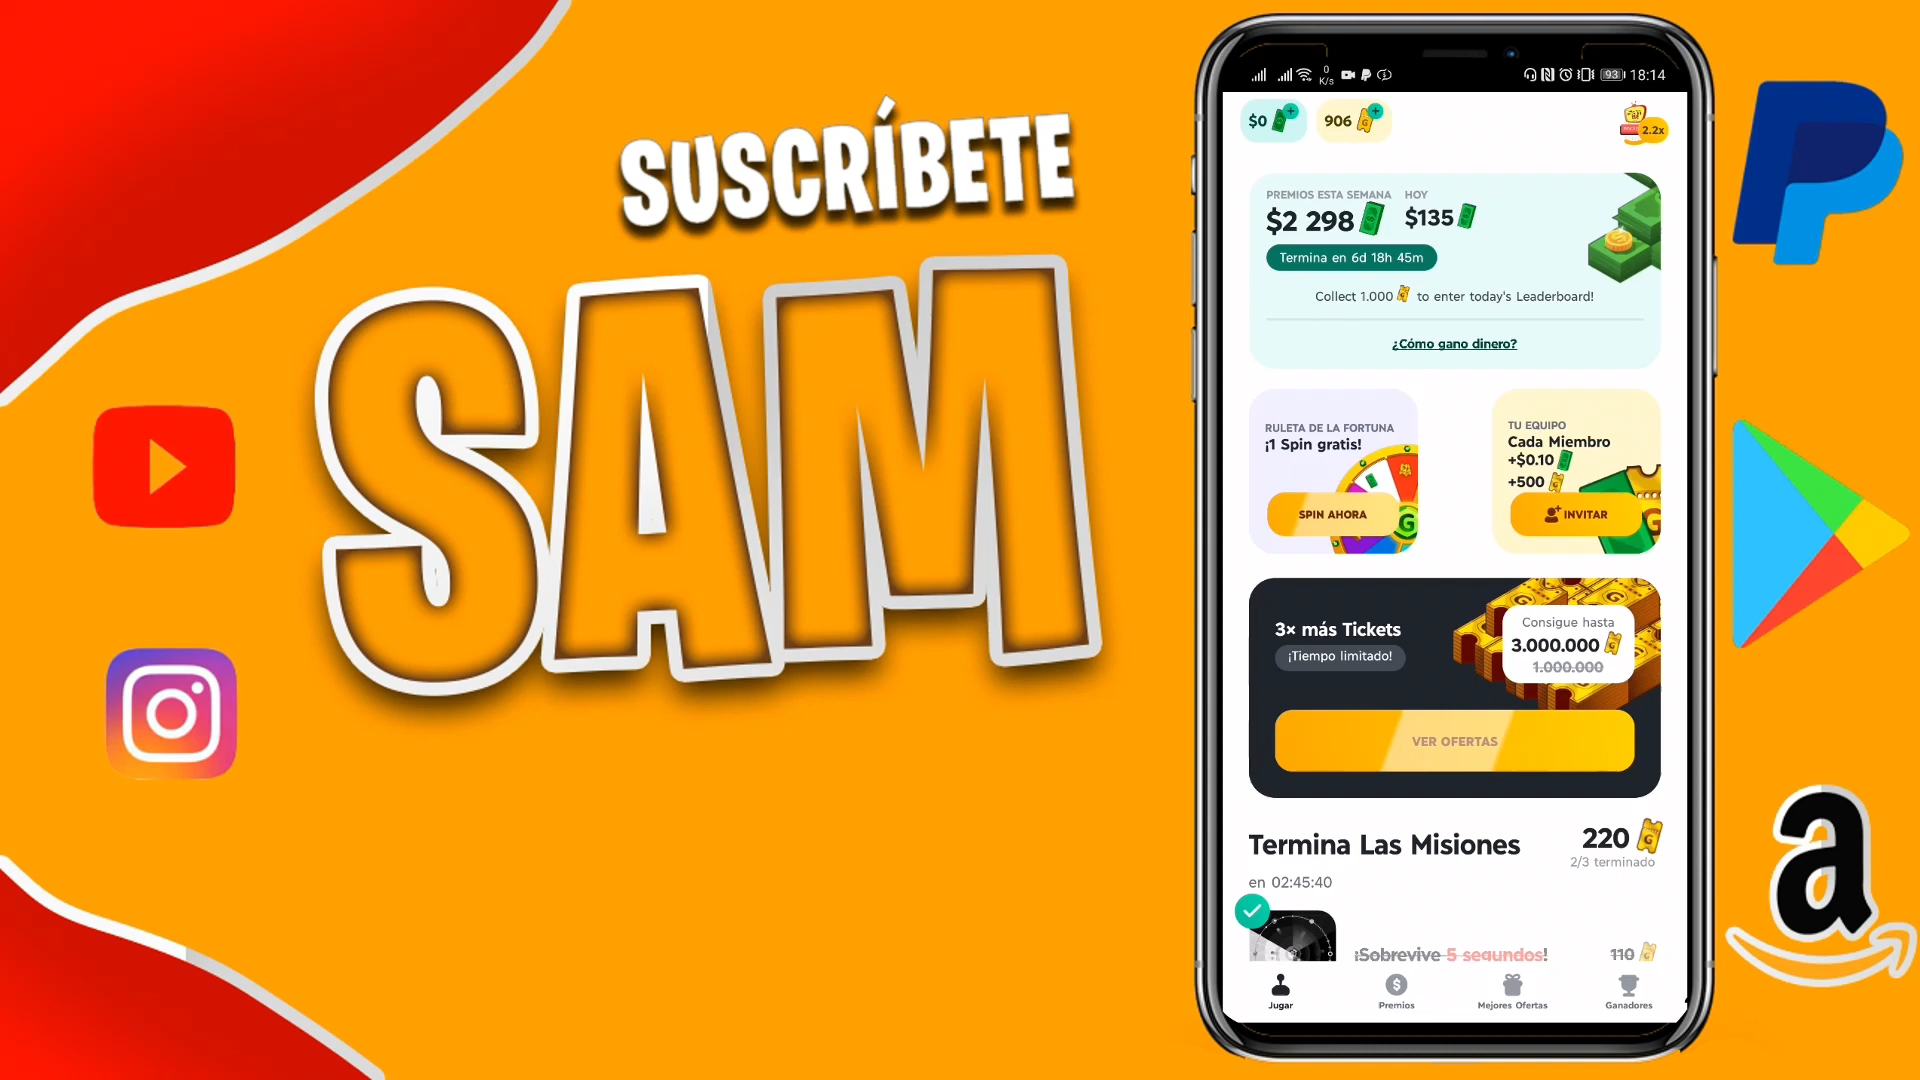 SUSCRÍBETE
SAM
0
K/s
93
18:14
$0
906
2.2x
PREMIOS ESTA SEMANA
HOY
$2 298
$135
Termina en 6d 18h 45m
Collect 1.000 to enter today's Leaderboard!
¿Cómo gano dinero?
RULETA DE LA FORTUNA
¡1 Spin gratis!
SPIN AHORA
TU EQUIPO
Cada Miembro
+$0.10
+500
INVITAR
3× más Tickets
¡Tiempo limitado!
Consigue hasta
3.000.000
1.000.000
VER OFERTAS
Termina Las Misiones
220
2/3 terminado
en 02:45:40
¡Sobrevive 5 segundos!
110
Jugar
Premios
Mejores Ofertas
Ganadores